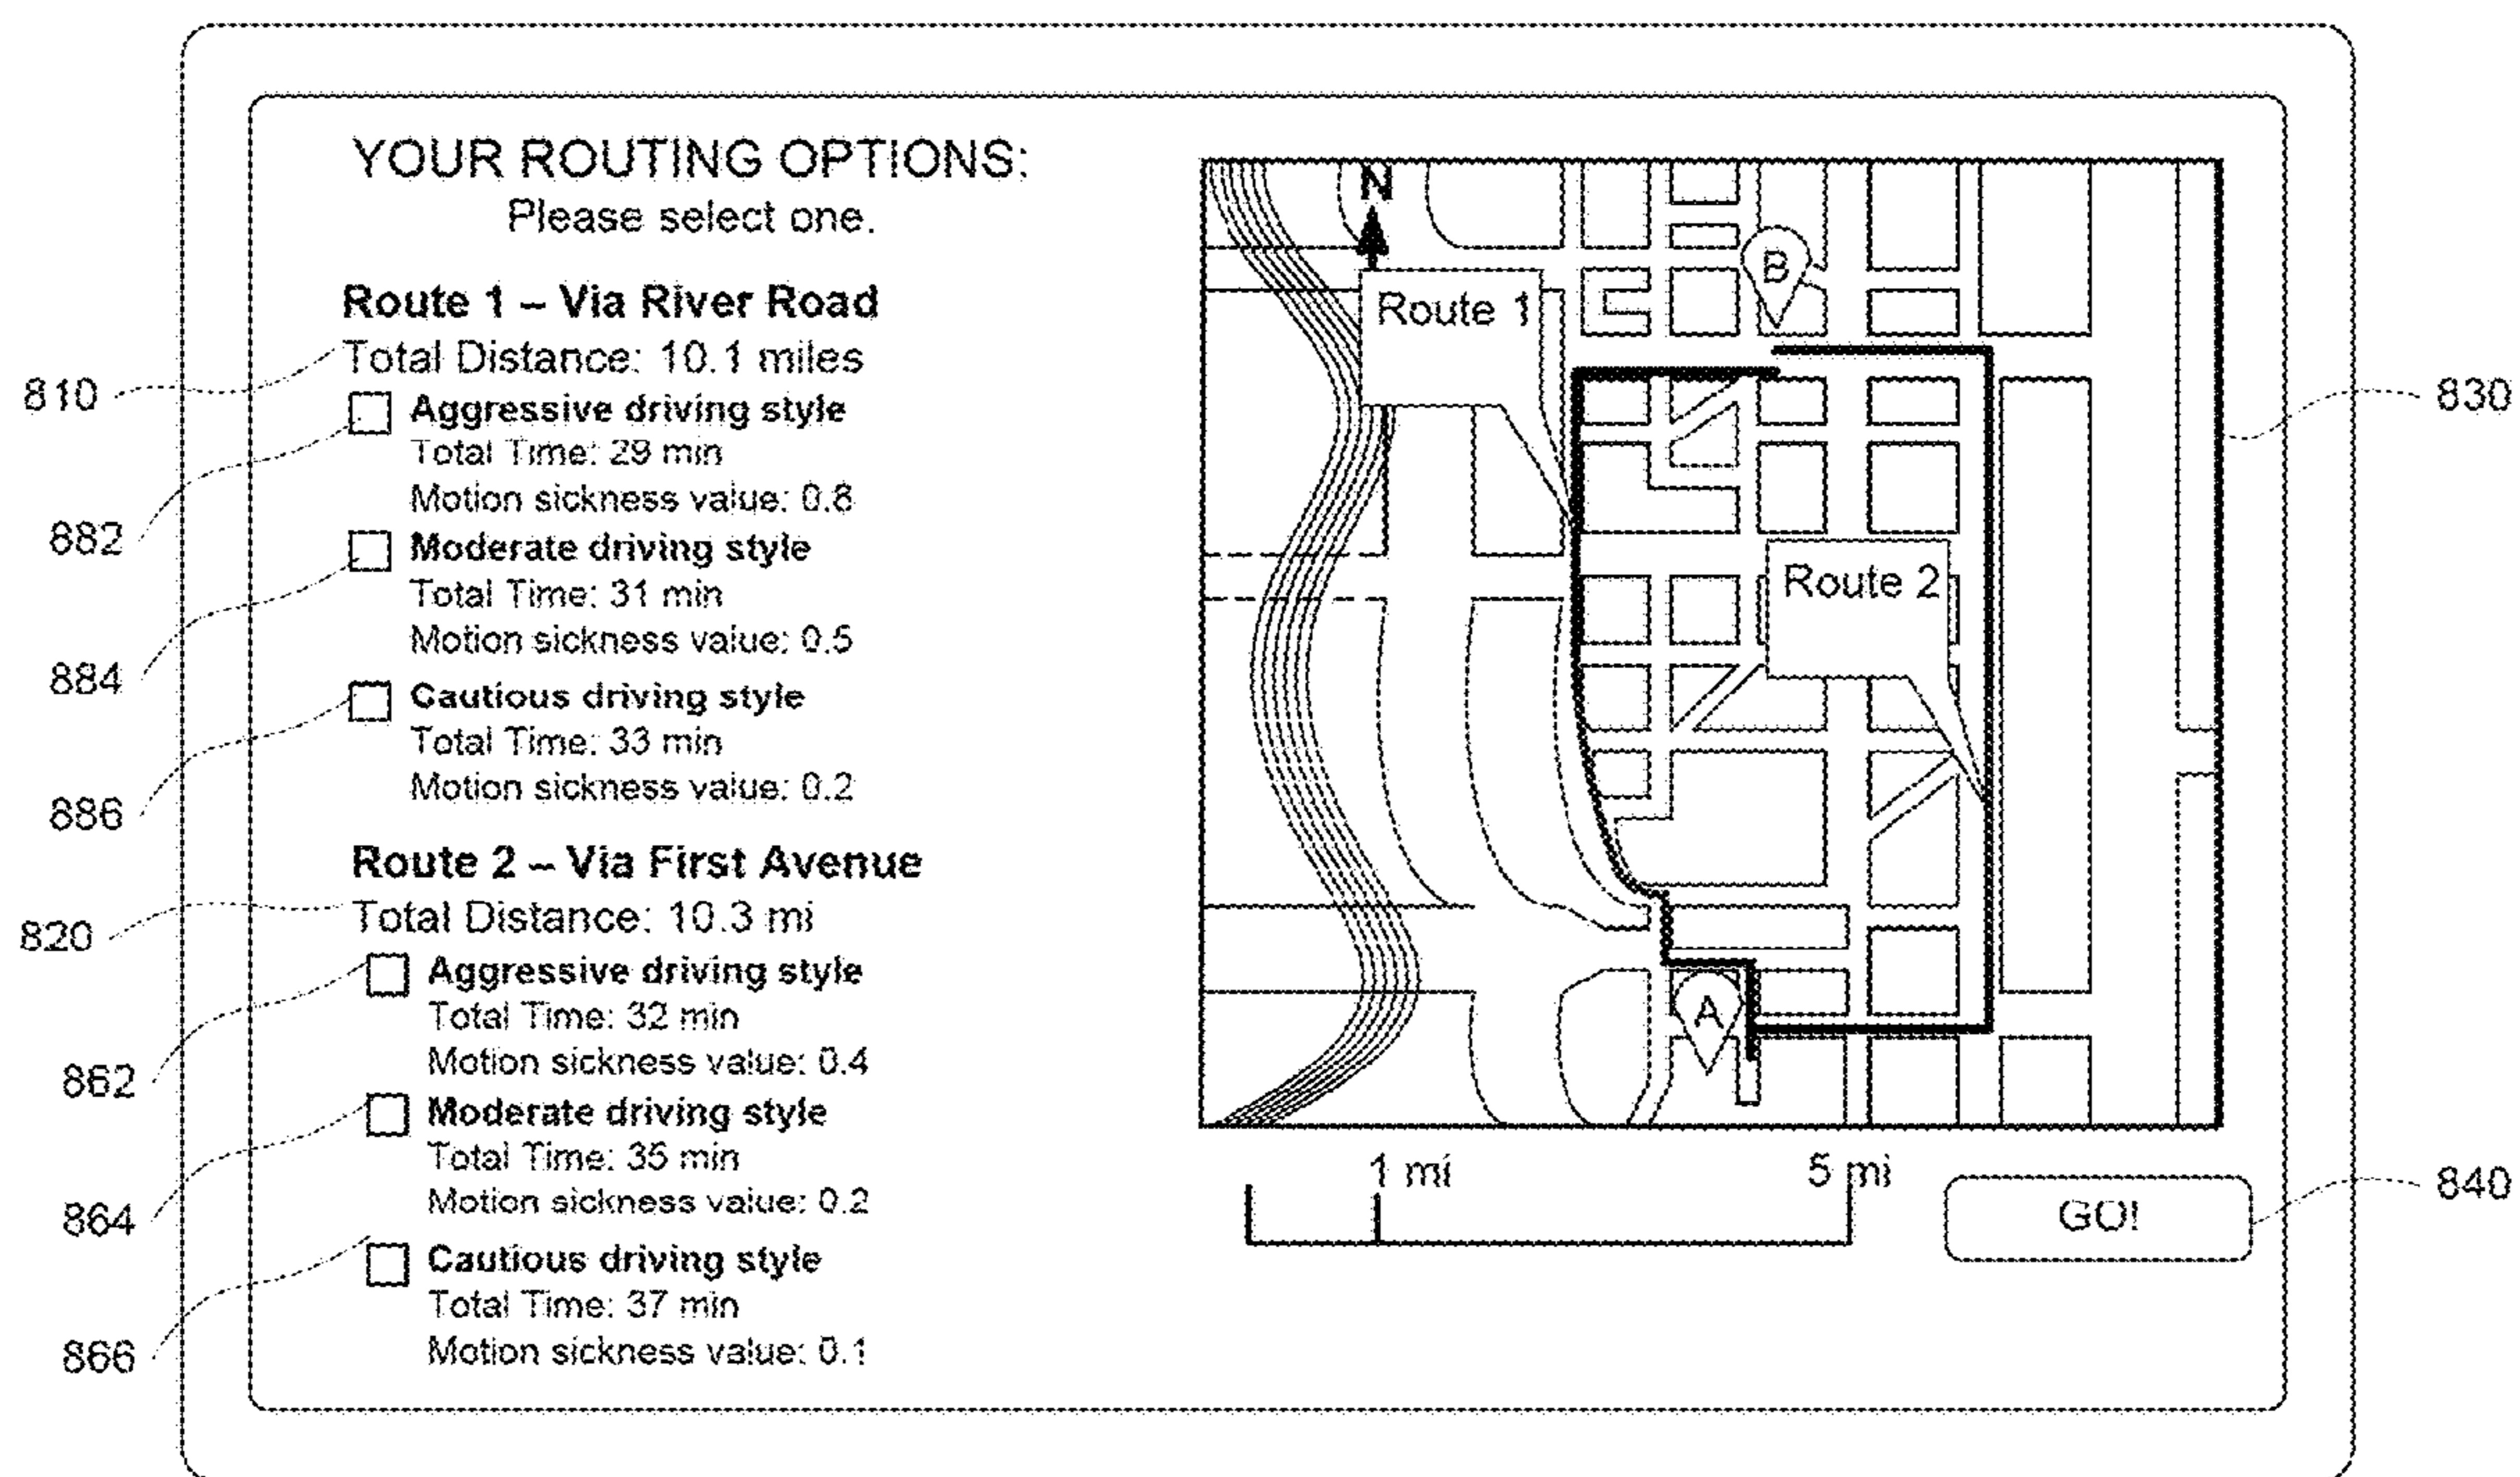 YOUR ROUTING OPTIONS:
Please select one.
Route 1 – Via River Road
810
Total Distance: 10.1 miles
Aggressive driving style
Total Time: 29 min
882
Motion sickness value: 0.8
Moderate driving style
Total Time: 31 min
884
Motion sickness value: 0.5
Cautious driving style
Total Time: 33 min
886
Motion sickness value: 0.2
Route 2 – Via First Avenue
820
Total Distance: 10.3 mi
Aggressive driving style
Total Time: 32 min
862
Motion sickness value: 0.4
Moderate driving style
Total Time: 35 min
864
Motion sickness value: 0.2
Cautious driving style
Total Time: 37 min
866
Motion sickness value: 0.1
N
B
Route 1
830
Route 2
A
1 mi 5 mi
840
GO!